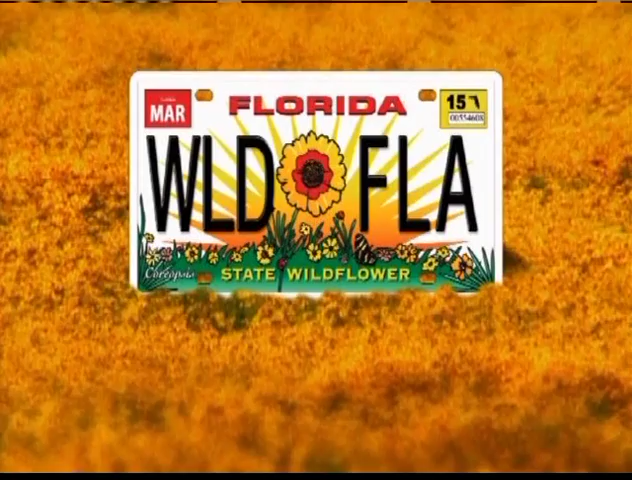 FLORIDA
MAR
15
WLD FLA
Coreopsis
STATE WILDFLOWER